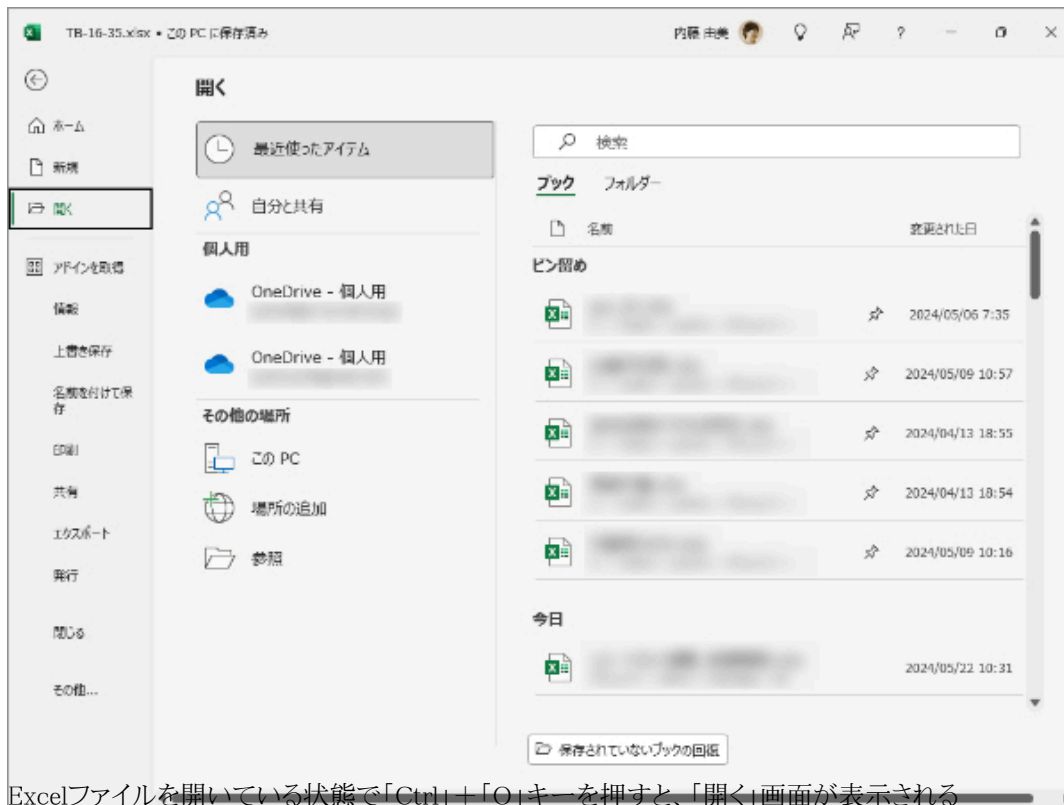 TB-16-35.xlsx • この PC に保存済み
内藤 由美
?
開く
ホーム
新規
開く
アドインを取得
情報
上書き保存
名前を付けて保
存
印刷
共有
エクスポート
発行
閉じる
その他...
最近使ったアイテム
自分と共有
個人用
OneDrive - 個人用
OneDrive - 個人用
その他の場所
この PC
場所の追加
参照
検索
ブック フォルダー
名前 変更された日
ピン留め
2024/05/06 7:35
2024/05/09 10:57
2024/04/13 18:55
2024/04/13 18:54
2024/05/09 10:16
今日
2024/05/22 10:31
保存されていないブックの回復
Excelファイルを開いている状態で「Ctrl」+「O」キーを押すと、「開く」画面が表示される